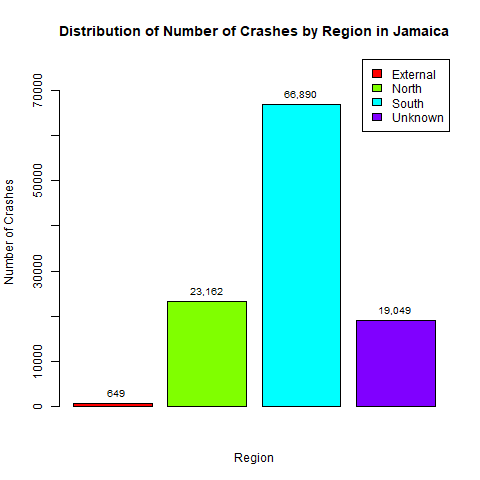 Distribution of Number of Crashes by Region in Jamaica
External
North
South
Unknown
Number of Crashes
70000
50000
30000
10000
0
66,890
23,162
19,049
649
Region